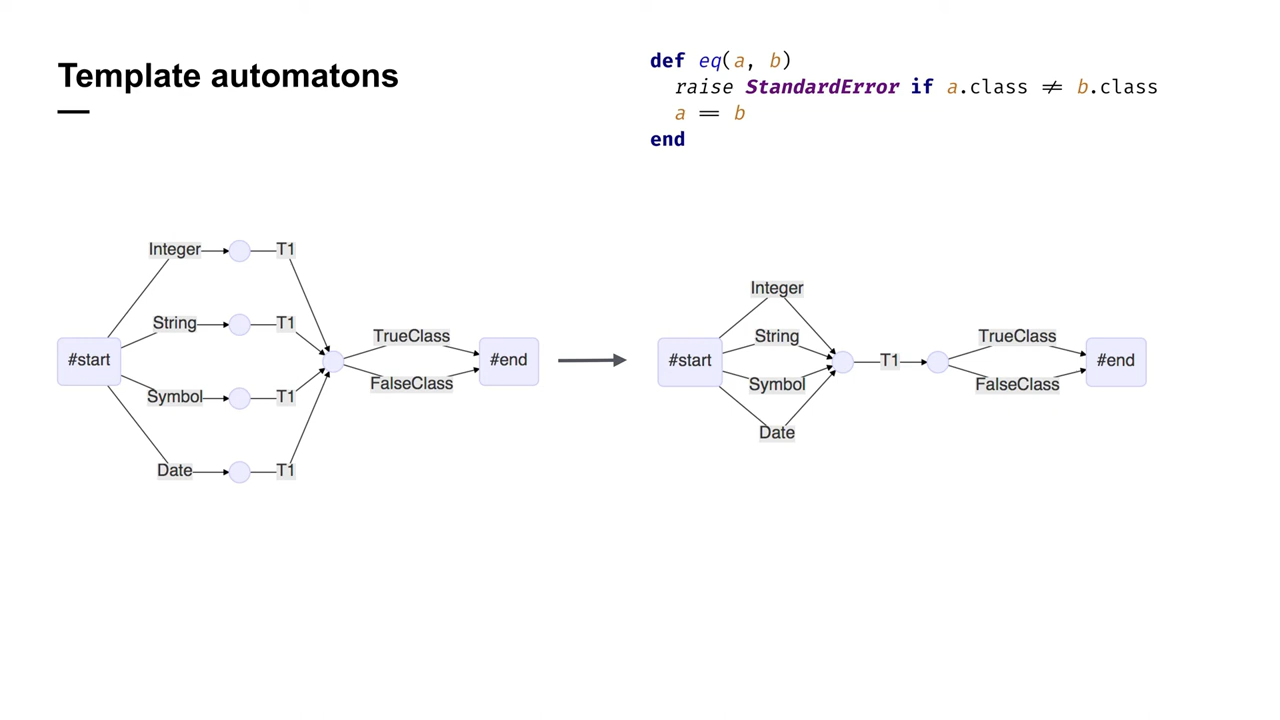 Template automatons
def eq(a, b)
raise StandardError if a.class ≠ b.class
a == b
end
Integer T1
String T1
#start
Symbol T1
Date T1
TrueClass
FalseClass
#end
Integer
String
#start
Symbol
Date
T1
TrueClass
FalseClass
#end